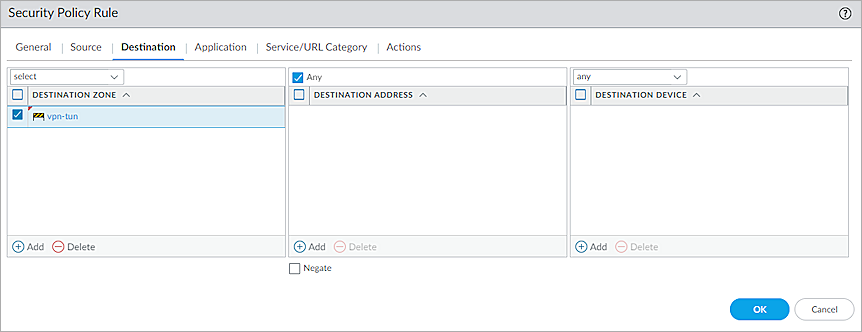 Security Policy Rule
General | Source | Destination | Application | Service/URL Category | Actions
select Any any
DESTINATION ZONE DESTINATION ADDRESS DESTINATION DEVICE
vpn-tun
Add Delete Add Delete Add Delete
Negate
OK Cancel